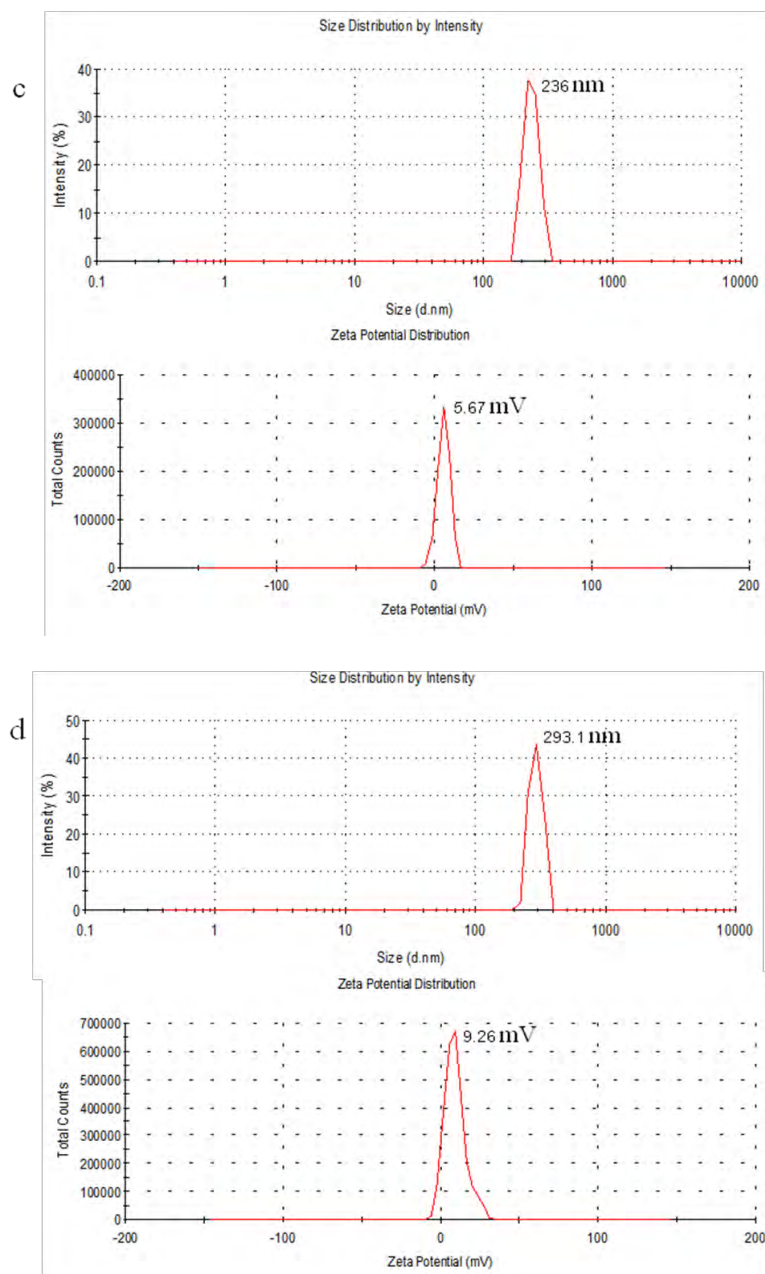 c
Size Distribution by Intensity
40
30
20
10
0
Intensity (%)
236 nm
0.1 1 10 100 1000 10000
Size (d.nm)
Zeta Potential Distribution
400000
300000
200000
100000
0
Total Counts
5.67 mV
-200 -100 0 100 200
Zeta Potential (mV)
d
Size Distribution by Intensity
50
40
30
20
10
0
Intensity (%)
293.1 nm
0.1 1 10 100 1000 10000
Size (d.nm)
Zeta Potential Distribution
700000
600000
500000
400000
300000
200000
100000
0
Total Counts
9.26 mV
-200 -100 0 100 200
Zeta Potential (mV)